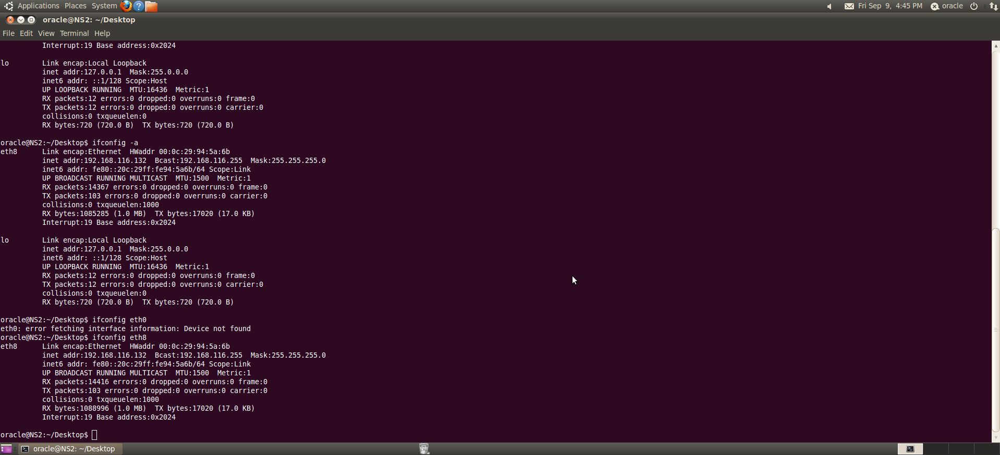 Applications Places System
Fri Sep 9, 4:45 PM oracle
oracle@NS2: ~/Desktop
File Edit View Terminal Help
Interrupt:19 Base address:0x2024
lo Link encap:Local Loopback
inet addr:127.0.0.1 Mask:255.0.0.0
inet6 addr: ::1/128 Scope:Host
UP LOOPBACK RUNNING MTU:16436 Metric:1
RX packets:12 errors:0 dropped:0 overruns:0 frame:0
TX packets:12 errors:0 dropped:0 overruns:0 carrier:0
collisions:0 txqueuelen:0
RX bytes:720 (720.0 B) TX bytes:720 (720.0 B)
oracle@NS2:~/Desktop$ ifconfig -a
eth8 Link encap:Ethernet HWaddr 00:0c:29:94:5a:6b
inet addr:192.168.116.132 Bcast:192.168.116.255 Mask:255.255.255.0
inet6 addr: fe80::20c:29ff:fe94:5a6b/64 Scope:Link
UP BROADCAST RUNNING MULTICAST MTU:1500 Metric:1
RX packets:14367 errors:0 dropped:0 overruns:0 frame:0
TX packets:103 errors:0 dropped:0 overruns:0 carrier:0
collisions:0 txqueuelen:1000
RX bytes:1085285 (1.0 MB) TX bytes:17020 (17.0 KB)
Interrupt:19 Base address:0x2024
lo Link encap:Local Loopback
inet addr:127.0.0.1 Mask:255.0.0.0
inet6 addr: ::1/128 Scope:Host
UP LOOPBACK RUNNING MTU:16436 Metric:1
RX packets:12 errors:0 dropped:0 overruns:0 frame:0
TX packets:12 errors:0 dropped:0 overruns:0 carrier:0
collisions:0 txqueuelen:0
RX bytes:720 (720.0 B) TX bytes:720 (720.0 B)
oracle@NS2:~/Desktop$ ifconfig eth0
eth0: error fetching interface information: Device not found
oracle@NS2:~/Desktop$ ifconfig eth8
eth8 Link encap:Ethernet HWaddr 00:0c:29:94:5a:6b
inet addr:192.168.116.132 Bcast:192.168.116.255 Mask:255.255.255.0
inet6 addr: fe80::20c:29ff:fe94:5a6b/64 Scope:Link
UP BROADCAST RUNNING MULTICAST MTU:1500 Metric:1
RX packets:14416 errors:0 dropped:0 overruns:0 frame:0
TX packets:103 errors:0 dropped:0 overruns:0 carrier:0
collisions:0 txqueuelen:1000
RX bytes:1088996 (1.0 MB) TX bytes:17020 (17.0 KB)
Interrupt:19 Base address:0x2024
oracle@NS2:~/Desktop$
oracle@NS2: ~/Desktop